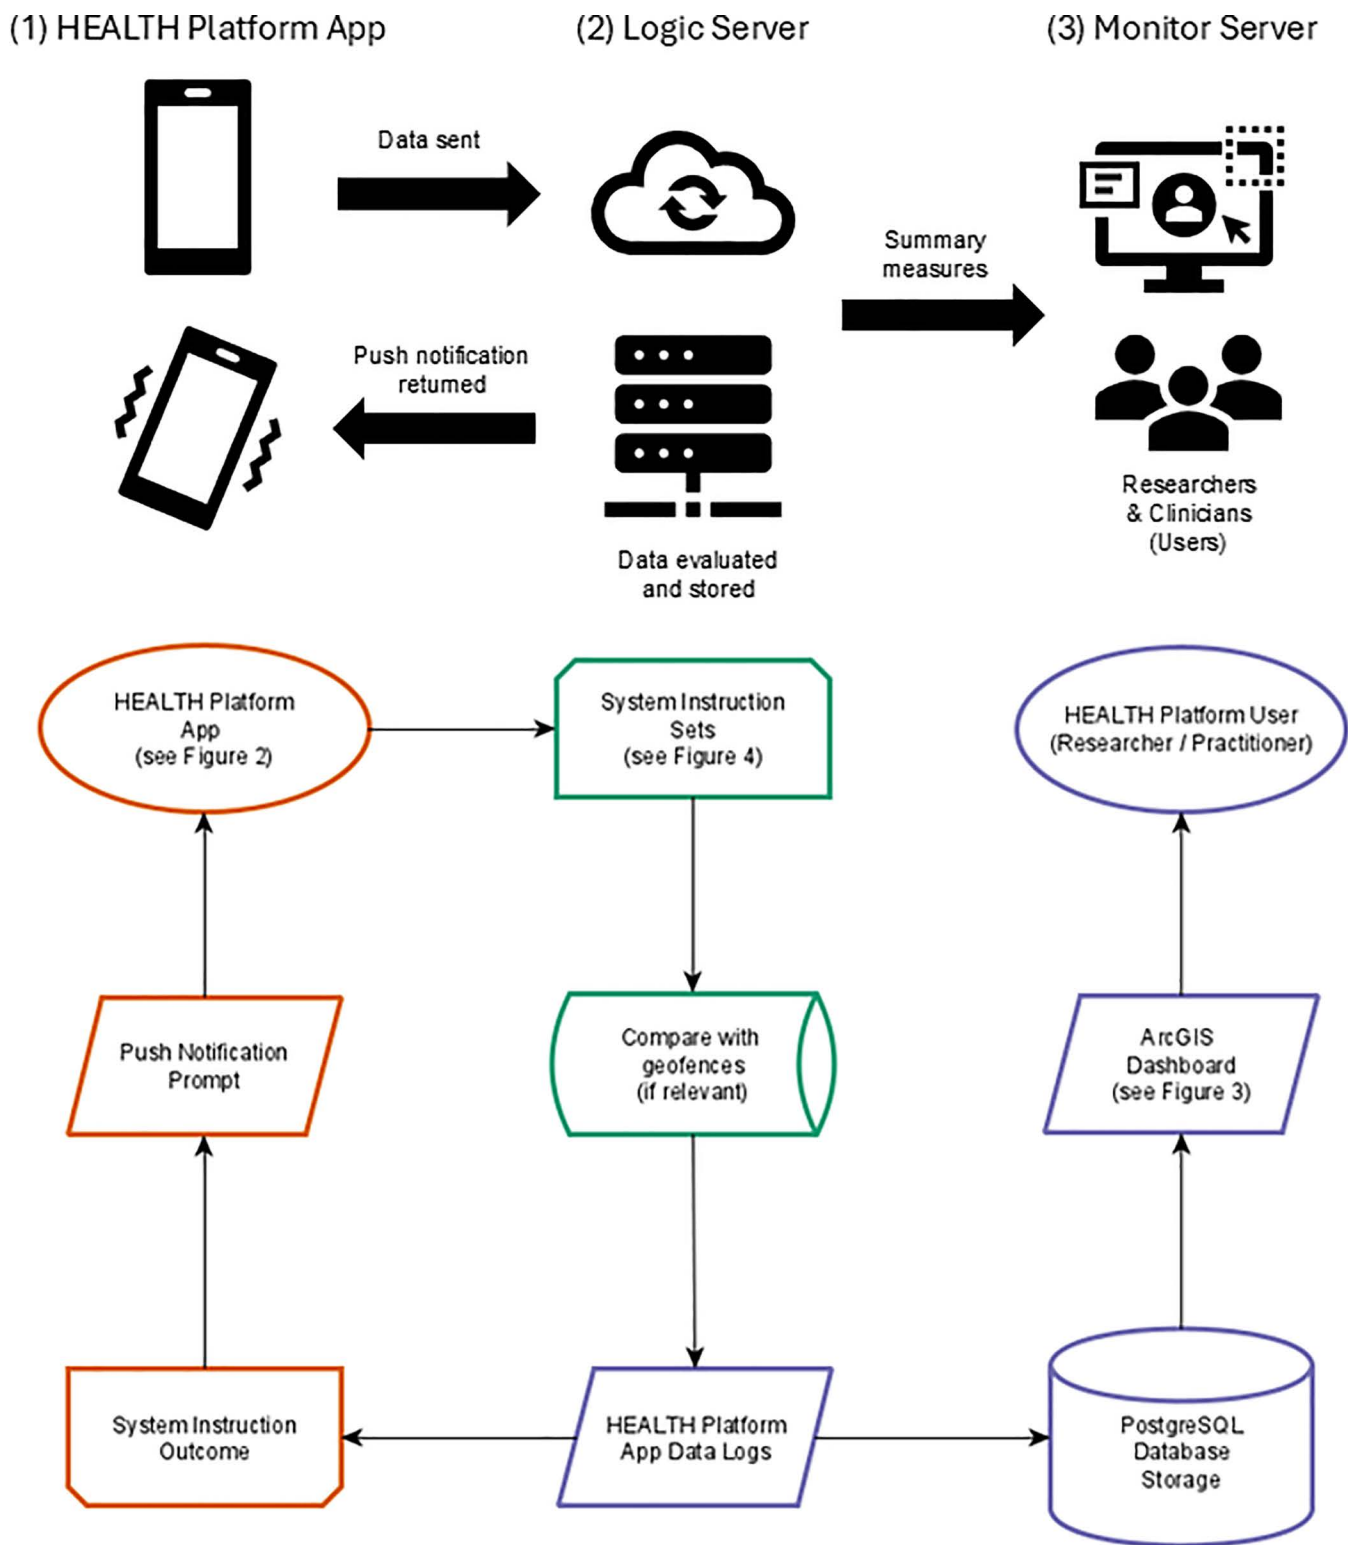 (1) HEALTH Platform App
(2) Logic Server
(3) Monitor Server
Data sent
Summary
measures
Push notification
returned
Researchers
& Clinicians
(Users)
Data evaluated
and stored
HEALTH Platform
App
(see Figure 2)
System Instruction
Sets
(see Figure 4)
HEALTH Platform User
(Researcher / Practitioner)
Push Notification
Prompt
Compare with
geofences
(if relevant)
ArcGIS
Dashboard
(see Figure 3)
System Instruction
Outcome
HEALTH Platform
App Data Logs
PostgreSQL
Database
Storage